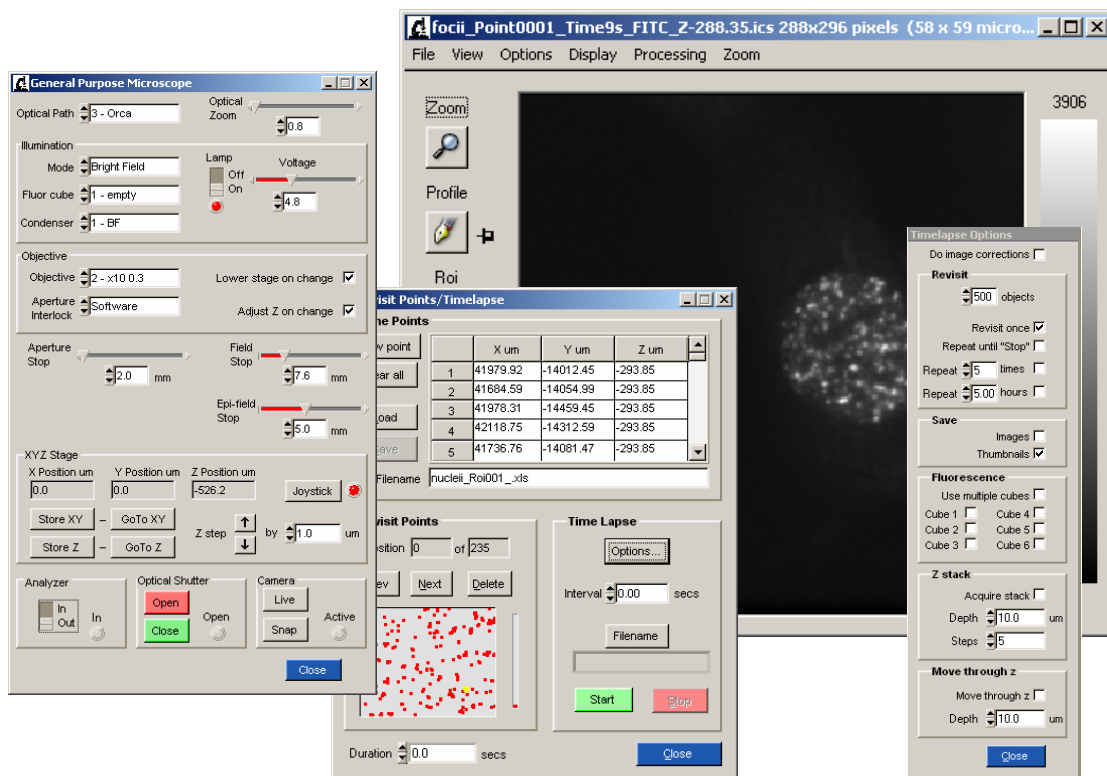 focii_Point0001_Time9s_FITC_Z-288.35.ics 288x296 pixels (58 x 59 micro...
File View Options Display Processing Zoom
Zoom
Profile
Roi
3906
General Purpose Microscope
Optical Path 3 - Orca
Optical Zoom
0.8
Illumination
Mode Bright Field
Fluor cube 1 - empty
Condenser 1 - BF
Lamp
Off
On
Voltage
4.8
Objective
Objective 2 - x10 0.3
Aperture Interlock Software
Lower stage on change
Adjust Z on change
Aperture Stop
2.0 mm
Field Stop
7.6 mm
Epi-field Stop
5.0 mm
XYZ Stage
X Position um Y Position um Z Position um
0.0 0.0 -526.2
Joystick
Store XY – GoTo XY
Store Z – GoTo Z
Z step by 1.0 um
Analyzer
In
Out
In
Optical Shutter
Open
Close
Open
Camera
Live
Snap
Active
Close
visit Points/Timelapse
ne Points
w point
ear all
oad
ave
X um Y um Z um
1 41979.92 -14012.45 -293.85
2 41684.59 -14054.99 -293.85
3 41978.31 -14459.45 -293.85
4 42118.75 -14312.59 -293.85
5 41736.76 -14081.47 -293.85
Filename nucleii_Roi001_.xls
visit Points
osition 0 of 235
ev Next Delete
Duration 0.0 secs
Time Lapse
Options...
Interval 0.00 secs
Filename
Start Stop
Close
Timelapse Options
Do image corrections
Revisit
500 objects
Revisit once
Repeat until "Stop"
Repeat 5 times
Repeat 5.00 hours
Save
Images
Thumbnails
Fluorescence
Use multiple cubes
Cube 1 Cube 4
Cube 2 Cube 5
Cube 3 Cube 6
Z stack
Acquire stack
Depth 10.0 um
Steps 5
Move through z
Move through z
Depth 10.0 um
Close